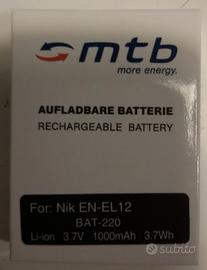 mtb
more energy.
AUFLADBARE BATTERIE
RECHARGEABLE BATTERY
For: Nik EN-EL12
BAT-220
Li-ion 3.7V 1000mAh 3.7Wh
subito